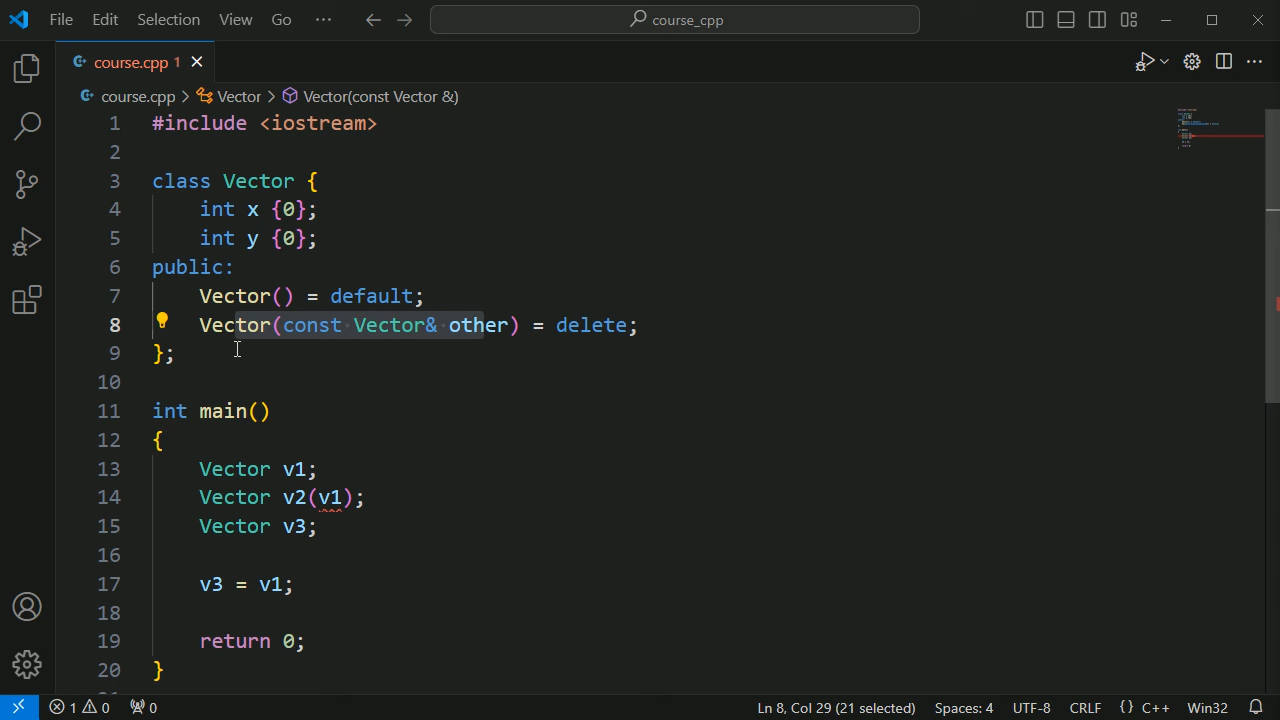 File Edit Selection View Go ··· course_cpp
course.cpp 1
course.cpp > Vector > Vector(const Vector &)
1 #include <iostream>
2
3 class Vector {
4 int x {0};
5 int y {0};
6 public:
7 Vector() = default;
8 Vector(const·Vector&·other) = delete;
9 };
10
11 int main()
12 {
13 Vector v1;
14 Vector v2(v1);
15 Vector v3;
16
17 v3 = v1;
18
19 return 0;
20 }
1 0 0 Ln 8, Col 29 (21 selected) Spaces: 4 UTF-8 CRLF {} C++ Win32